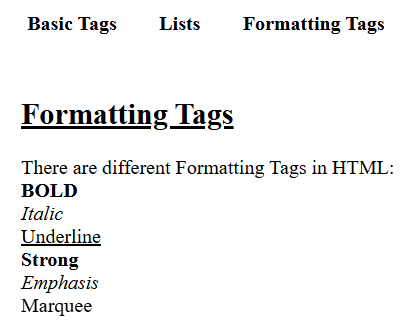 Basic Tags Lists Formatting Tags
Formatting Tags
There are different Formatting Tags in HTML:
BOLD
Italic
Underline
Strong
Emphasis
Marquee